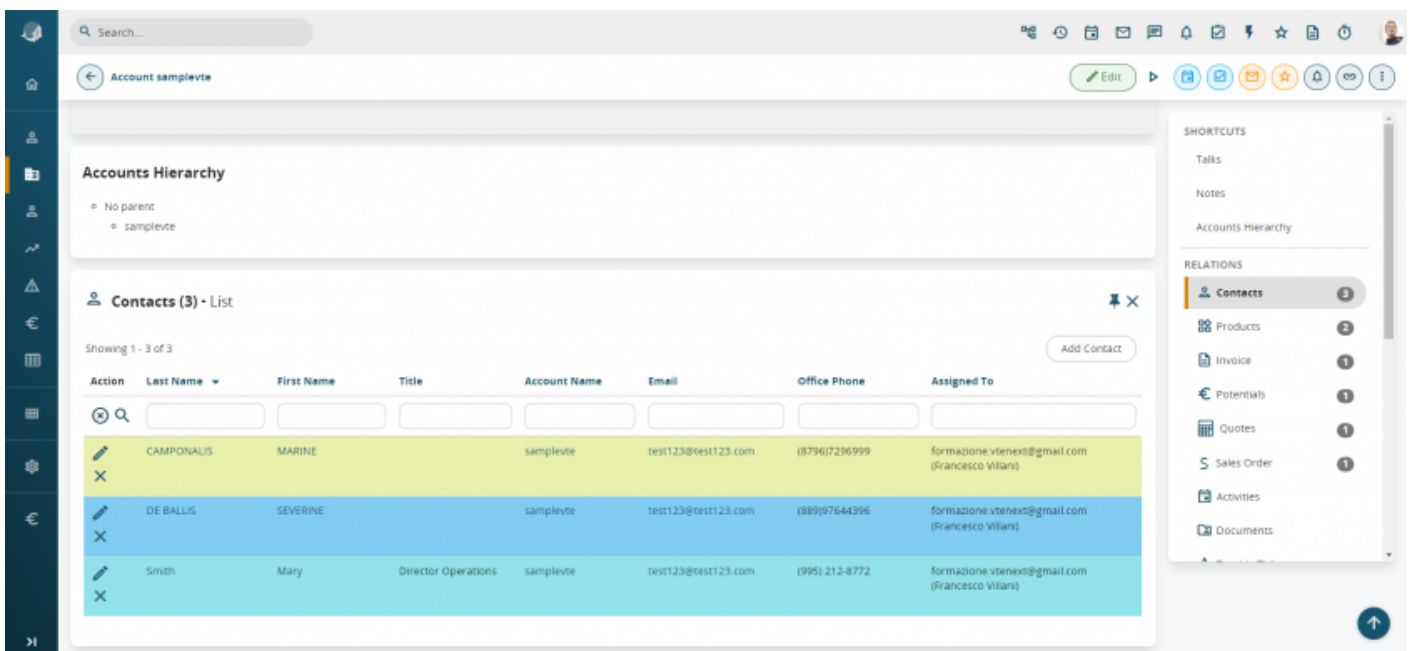 Search...
Account samplevte
Edit
Accounts Hierarchy
No parent
samplevte
Contacts (3) - List
Showing 1 - 3 of 3
Add Contact
Action Last Name First Name Title Account Name Email Office Phone Assigned To
CAMPONALIS MARINE samplevte test123@test123.com (8796)7296999 formazione.vtenext@gmail.com
(Francesco Villani)
DE BALLIS SEVERINE samplevte test123@test123.com (889)97644396 formazione.vtenext@gmail.com
(Francesco Villani)
Smith Mary Director Operations samplevte test123@test123.com (995) 212-8772 formazione.vtenext@gmail.com
(Francesco Villani)
SHORTCUTS
Talks
Notes
Accounts Hierarchy
RELATIONS
Contacts 3
Products 2
Invoice 1
Potentials 1
Quotes 1
Sales Order 1
Activities
Documents